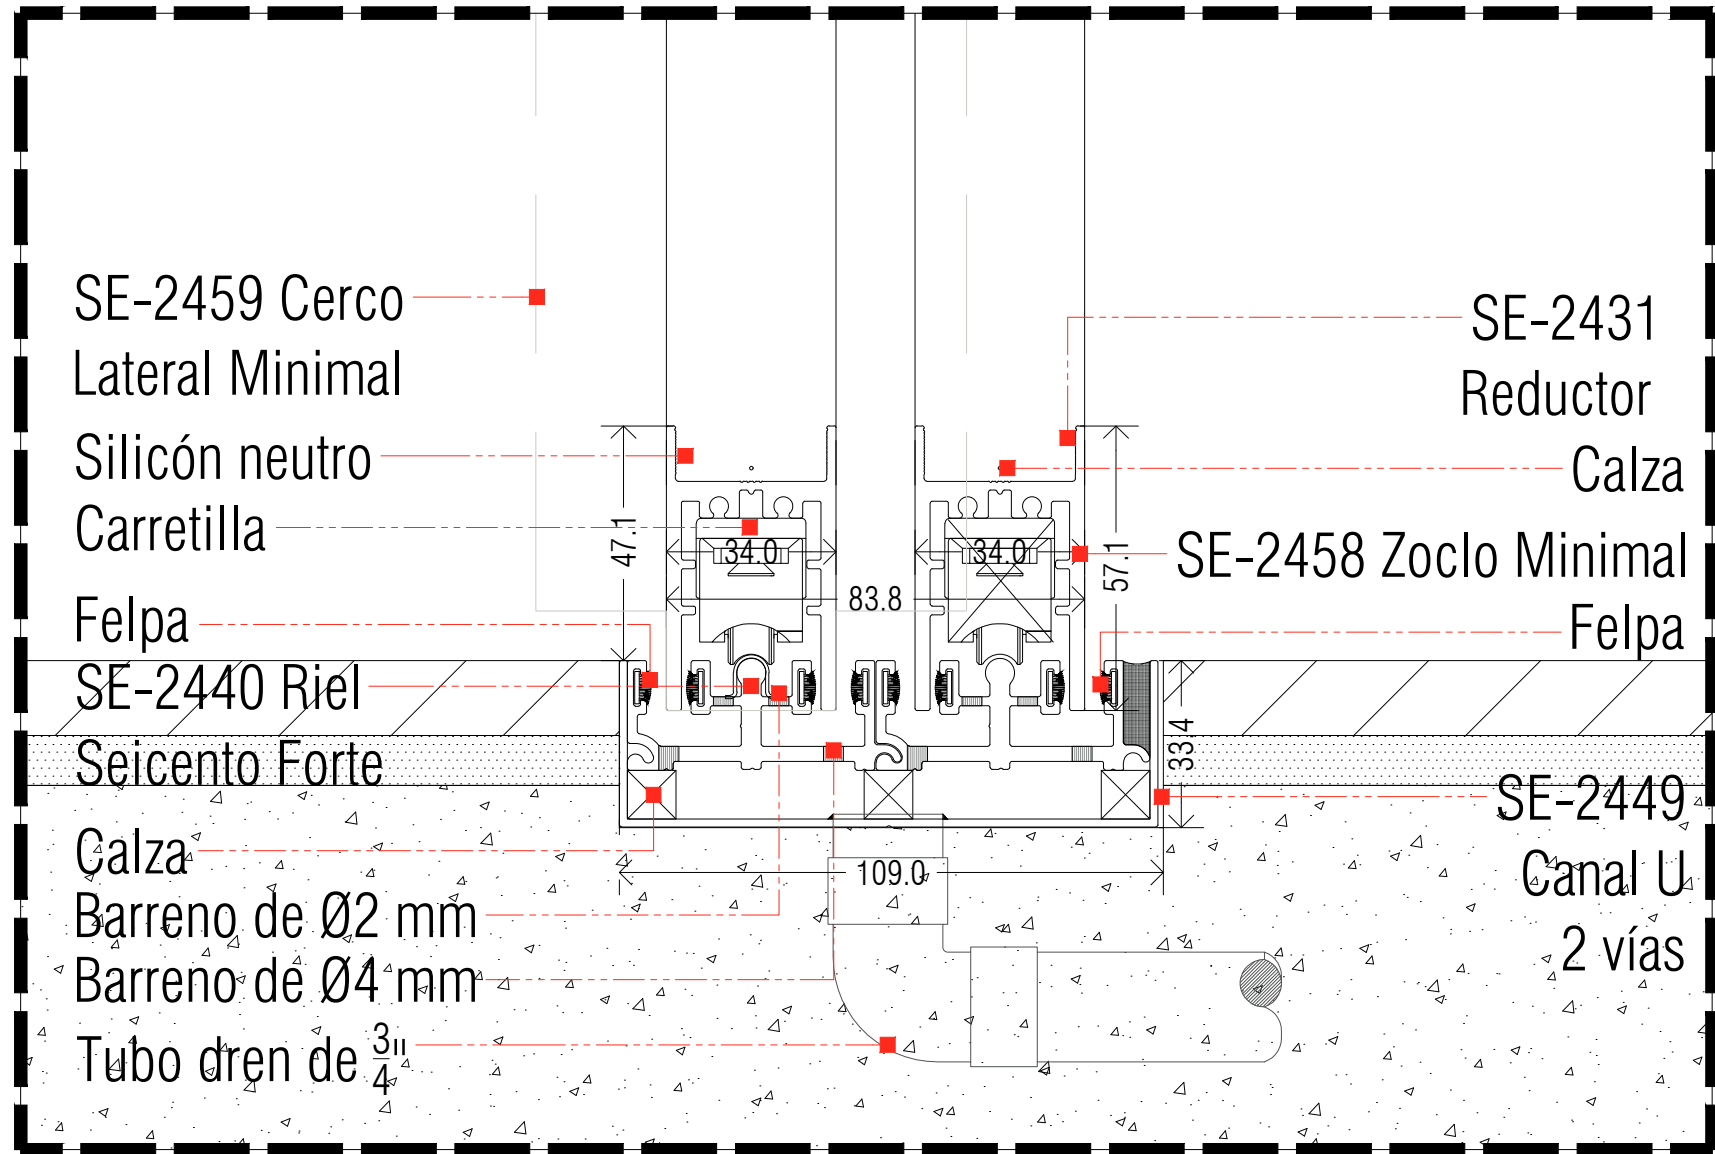 SE-2459 Cerco
Lateral Minimal
Silicón neutro
Carretilla
Felpa
SE-2440 Riel
Seicento Forte
Calza
Barreno de Ø2 mm
Barreno de Ø4 mm
Tubo dren de 3/4"
47.1
34.0
34.0
83.8
57.1
33.4
109.0
SE-2431
Reductor
Calza
SE-2458 Zoclo Minimal
Felpa
SE-2449
Canal U
2 vías